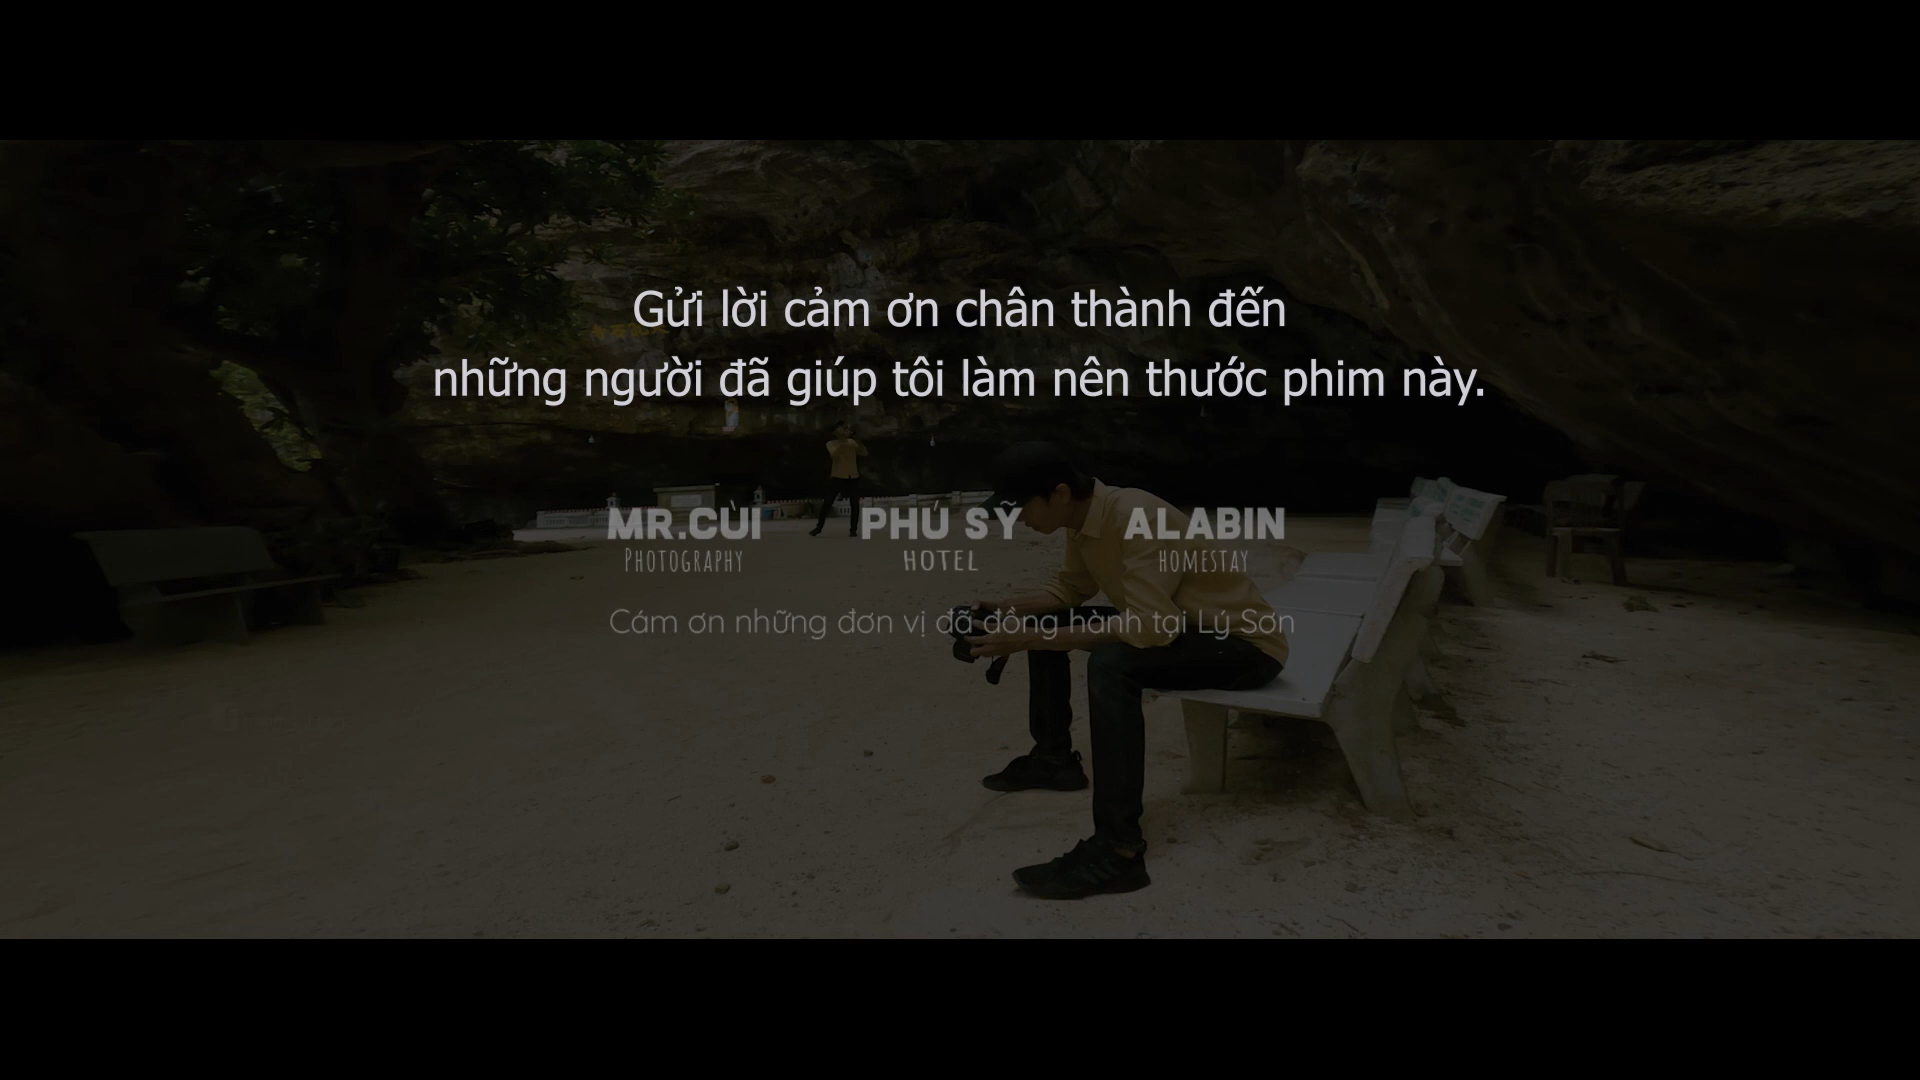 Gửi lời cảm ơn chân thành đến
những người đã giúp tôi làm nên thước phim này.
MR.CÙI PHÚ SỸ ALABIN
PHOTOGRAPHY HOTEL HOMESTAY
Cám ơn những đơn vị đã đồng hành tại Lý Sơn